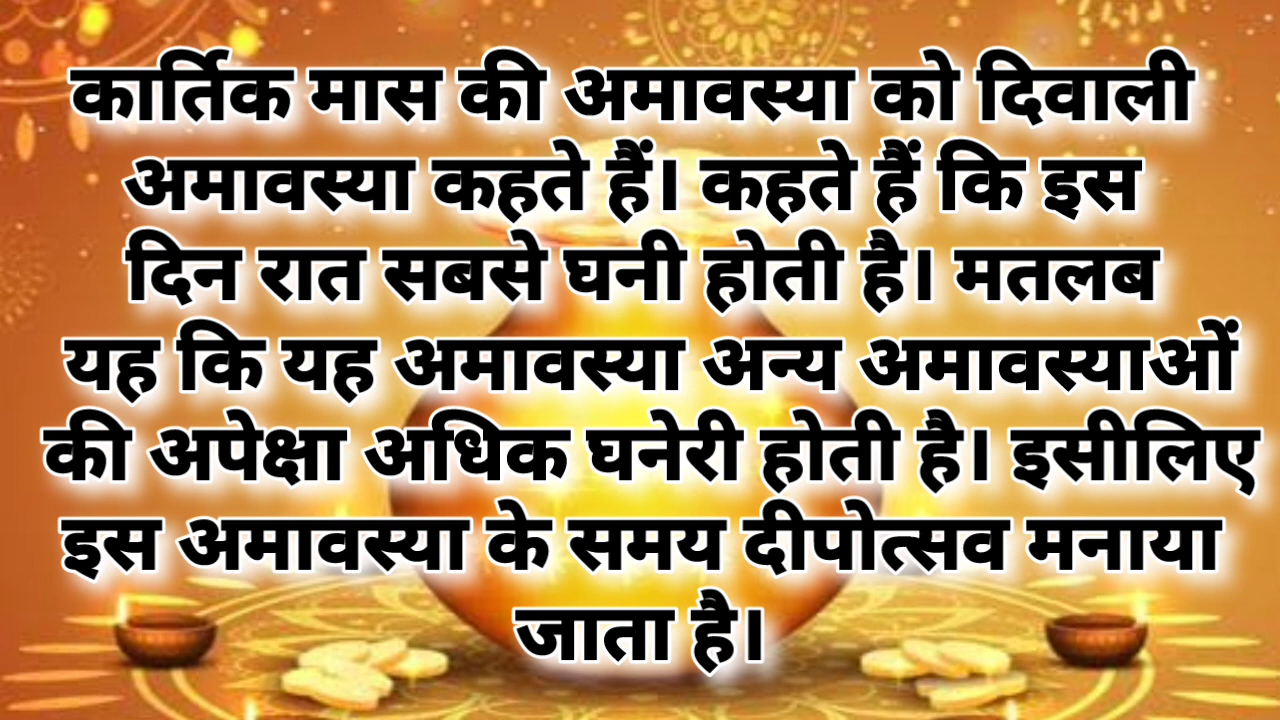 कार्तिक मास की अमावस्या को दिवाली
अमावस्या कहते हैं। कहते हैं कि इस
दिन रात सबसे घनी होती है। मतलब
यह कि यह अमावस्या अन्य अमावस्याओं
की अपेक्षा अधिक घनेरी होती है। इसीलिए
इस अमावस्या के समय दीपोत्सव मनाया
जाता है।